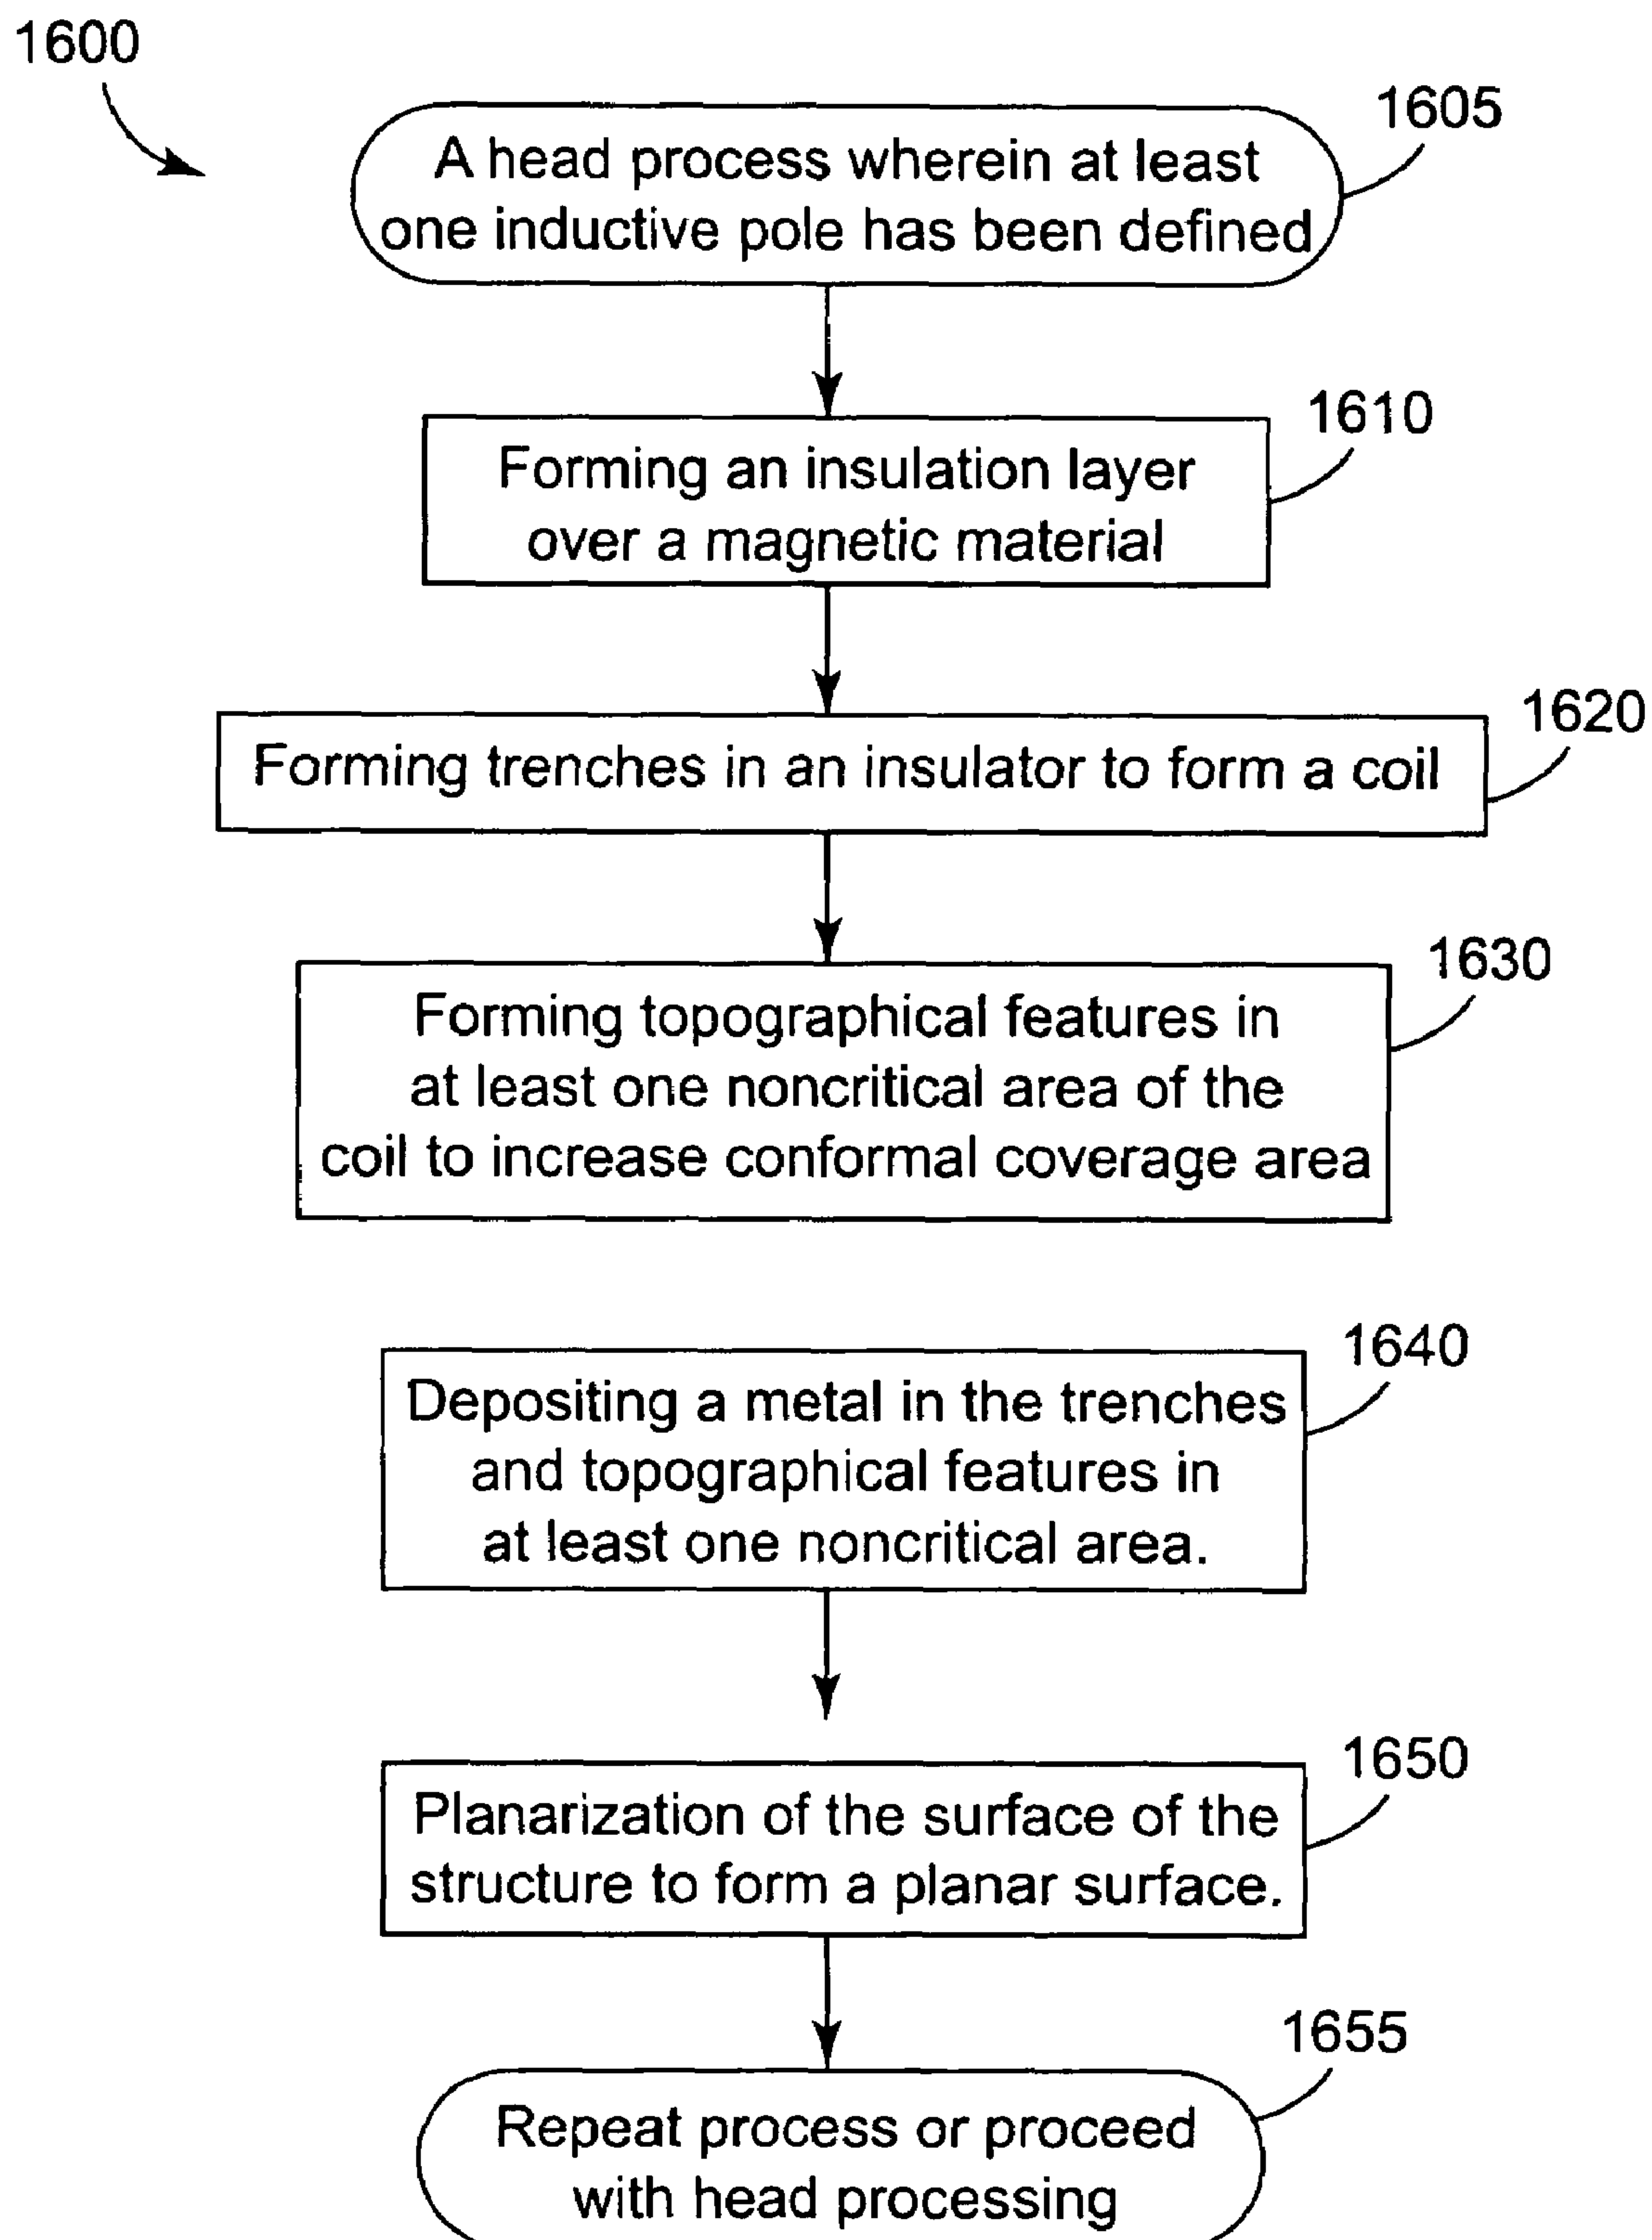 1600
1605
A head process wherein at least
one inductive pole has been defined
1610
Forming an insulation layer
over a magnetic material
1620
Forming trenches in an insulator to form a coil
1630
Forming topographical features in
at least one noncritical area of the
coil to increase conformal coverage area
1640
Depositing a metal in the trenches
and topographical features in
at least one noncritical area.
1650
Planarization of the surface of the
structure to form a planar surface.
1655
Repeat process or proceed
with head processing